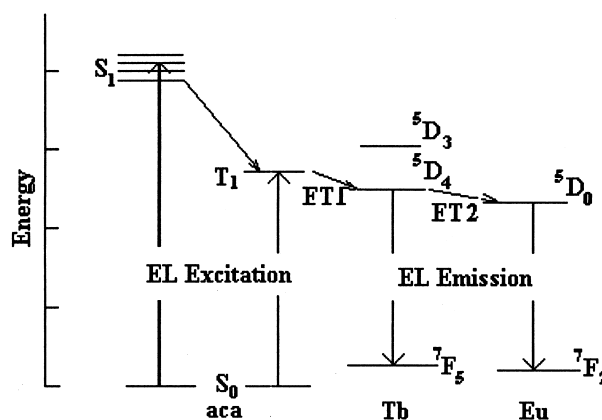 S1
5D3
T1
5D4
FT1
FT2
5D0
Energy
EL Excitation
EL Emission
7F5
S0
aca
Tb
Eu